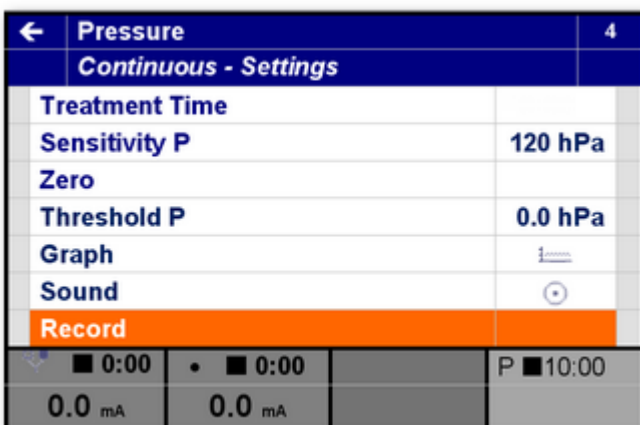 Pressure 4
Continuous - Settings
Treatment Time
Sensitivity P 120 hPa
Zero
Threshold P 0.0 hPa
Graph
Sound
Record
0:00 0:00 P 10:00
0.0 mA 0.0 mA